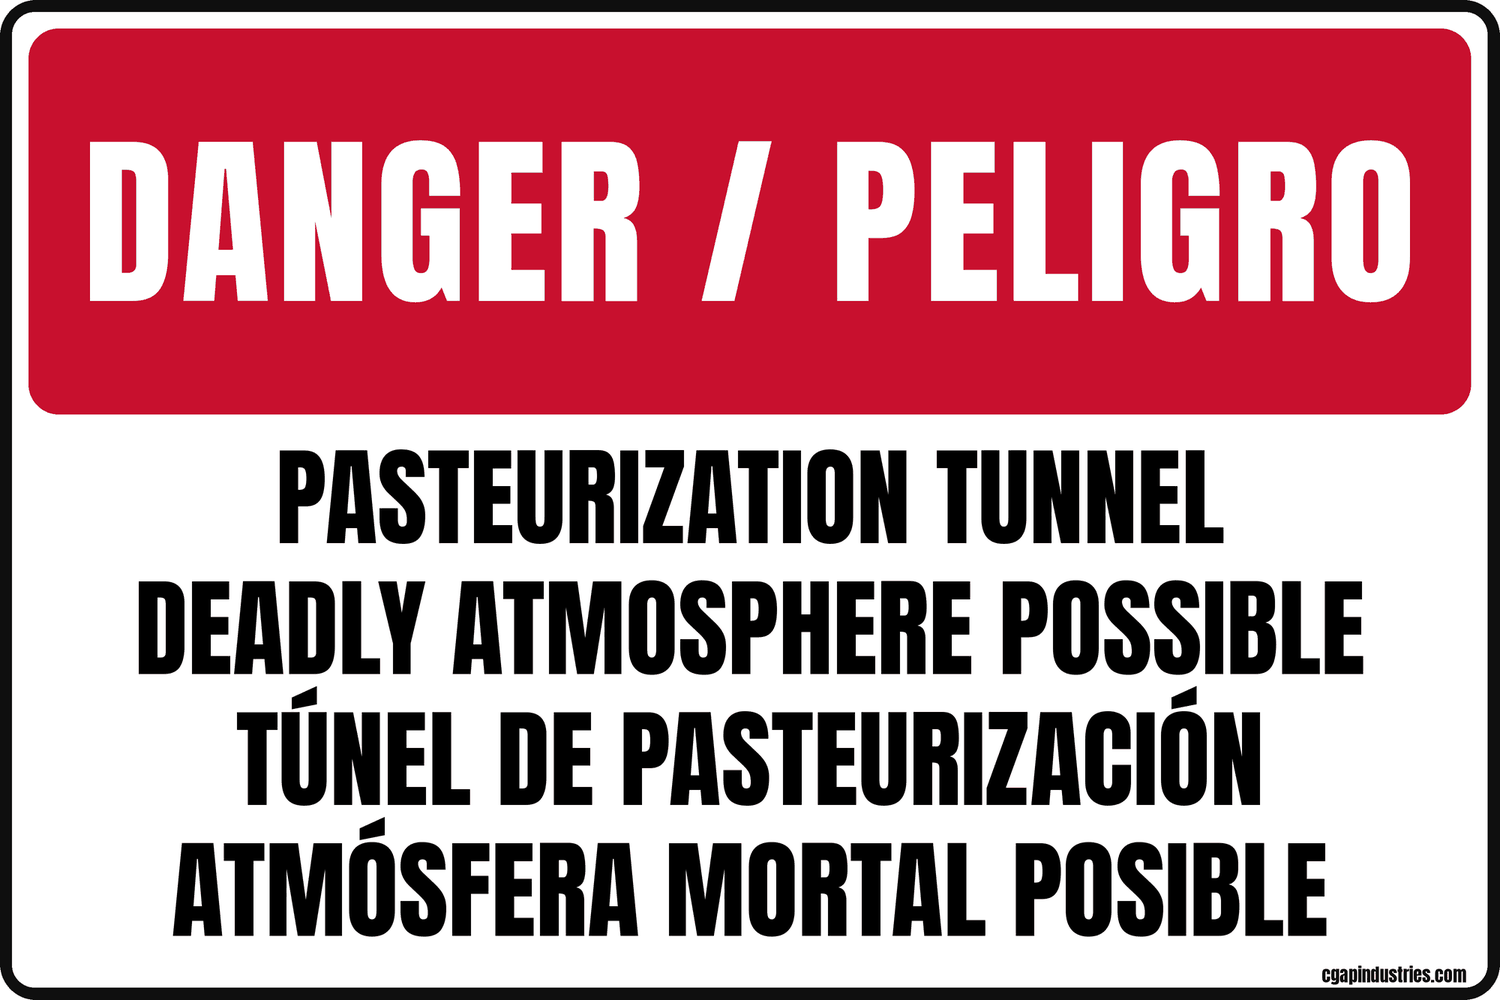 DANGER / PELIGRO
PASTEURIZATION TUNNEL
DEADLY ATMOSPHERE POSSIBLE
TÚNEL DE PASTEURIZACIÓN
ATMÓSFERA MORTAL POSIBLE
cgapindustries.com